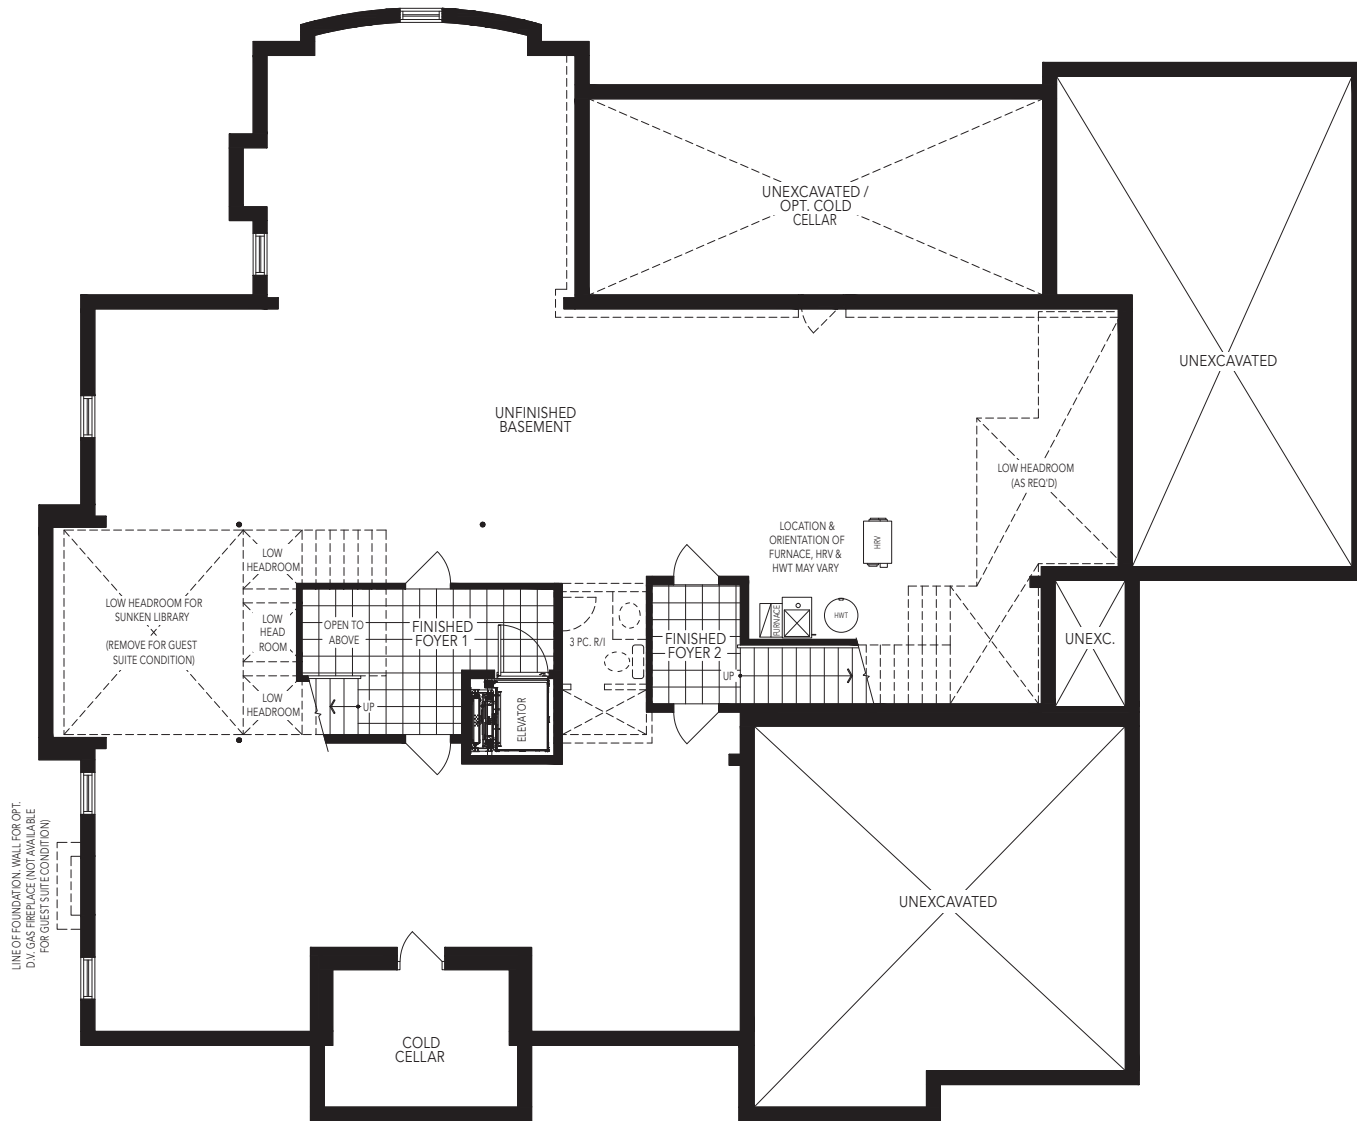 UNEXCAVATED /
OPT. COLD
CELLAR
UNEXCAVATED
UNFINISHED
BASEMENT
LOW HEADROOM
(AS REQ'D)
LOCATION &
ORIENTATION OF
FURNACE, HRV &
HWT MAY VARY
HRV
LOW
HEADROOM
LOW HEADROOM FOR
SUNKEN LIBRARY
(REMOVE FOR GUEST
SUITE CONDITION)
LOW
HEAD
ROOM
OPEN TO
ABOVE
FINISHED
FOYER 1
3 PC. R/I
FINISHED
FOYER 2
FURNACE
HWT
UNEXC.
UP
LOW
HEADROOM
UP
ELEVATOR
LINE OF FOUNDATION. WALL FOR OPT.
D.V. GAS FIREPLACE (NOT AVAILABLE
FOR GUEST SUITE CONDITION)
UNEXCAVATED
COLD
CELLAR